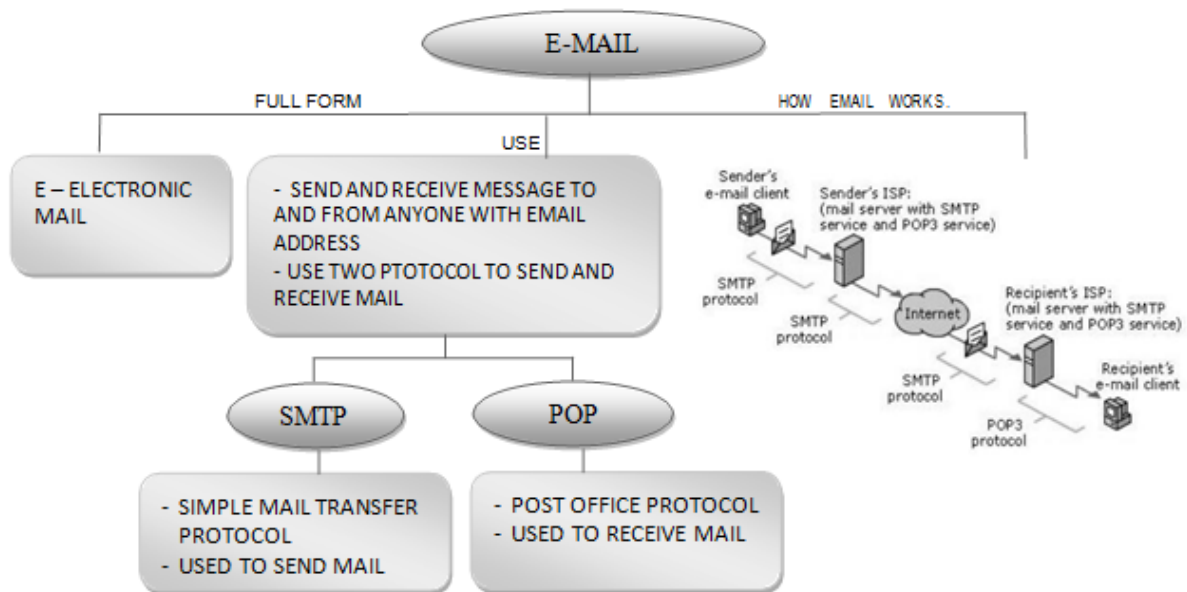 E-MAIL
FULL FORM
HOW EMAIL WORKS.
USE
E – ELECTRONIC
MAIL
- SEND AND RECEIVE MESSAGE TO
AND FROM ANYONE WITH EMAIL
ADDRESS
- USE TWO PTOTOCOL TO SEND AND
RECEIVE MAIL
SMTP
POP
- SIMPLE MAIL TRANSFER
PROTOCOL
- USED TO SEND MAIL
- POST OFFICE PROTOCOL
- USED TO RECEIVE MAIL
Sender's
e-mail client
Sender's ISP:
(mail server with SMTP
service and POP3 service)
SMTP
protocol
SMTP
protocol
Internet
Recipient's ISP:
(mail server with SMTP
service and POP3 service)
SMTP
protocol
Recipient's
e-mail client
POP3
protocol